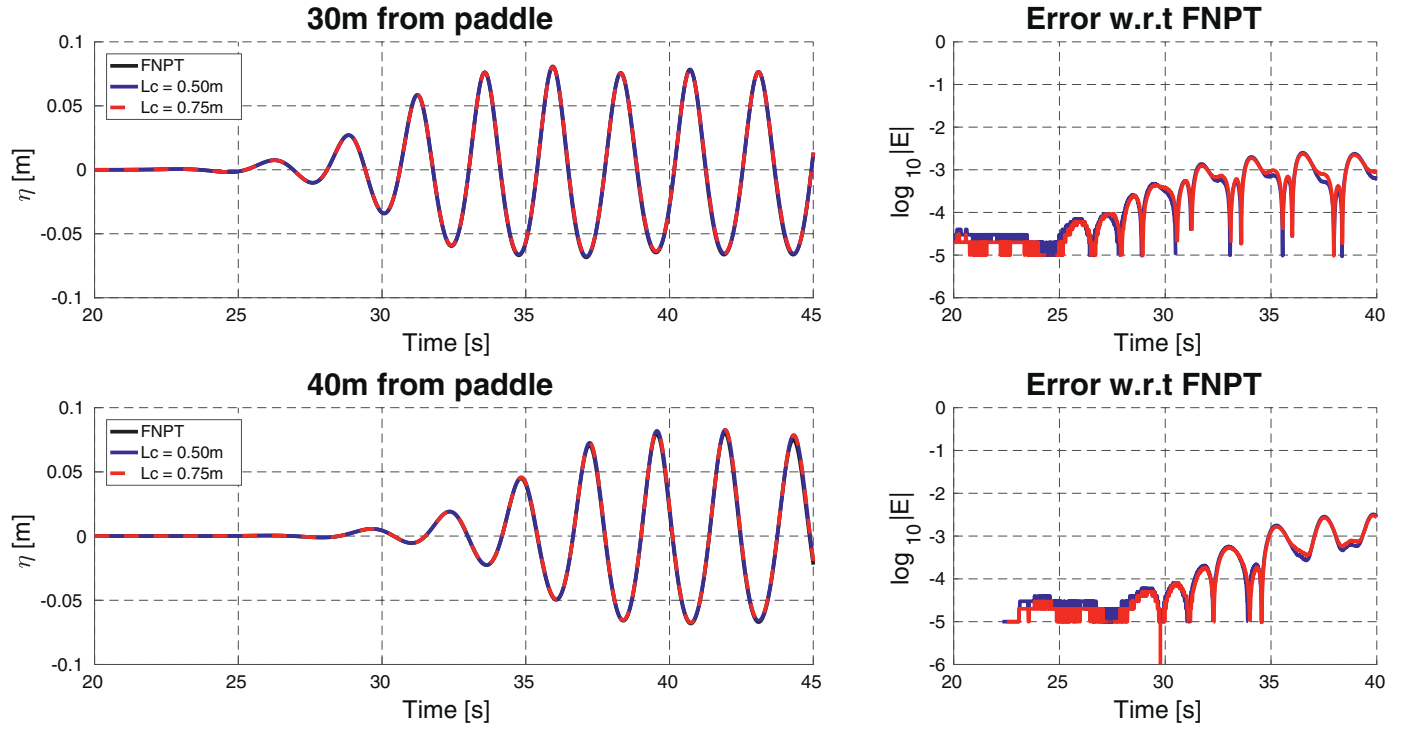 30m from paddle
0.1
0.05
0
-0.05
-0.1
η [m]
FNPT
Lc = 0.50m
Lc = 0.75m
20 25 30 35 40 45
Time [s]
Error w.r.t FNPT
0
-1
-2
-3
-4
-5
-6
log 10|E|
20 25 30 35 40
Time [s]
40m from paddle
0.1
0.05
0
-0.05
-0.1
η [m]
FNPT
Lc = 0.50m
Lc = 0.75m
20 25 30 35 40 45
Time [s]
Error w.r.t FNPT
0
-1
-2
-3
-4
-5
-6
log 10|E|
20 25 30 35 40
Time [s]